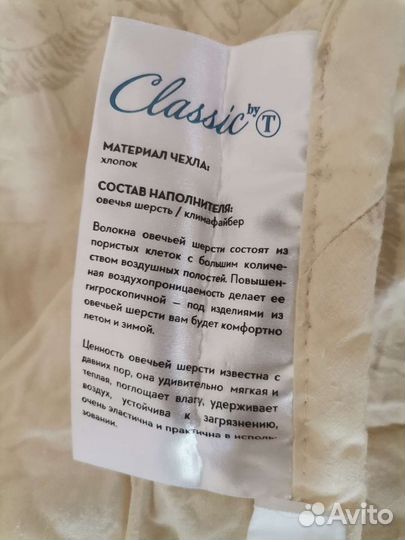 Classic by T
МАТЕРИАЛ ЧЕХЛА:
хлопок
СОСТАВ НАПОЛНИТЕЛЯ:
овечья шерсть / климафайбер
Волокна овечьей шерсти состоят из
пористых клеток с большим количе-
ством воздушных полостей. Повышен-
ная воздухопроницаемость делает ее
гигроскопичной – под изделиями из
овечьей шерсти вам будет комфортно
летом и зимой.
Ценность овечьей шерсти известна с
давних пор, она удивительно мягкая и
теплая, поглощает влагу, удерживает
воздух, устойчива к загрязнению,
очень эластична и практична в исполь-
зовании.
Avito